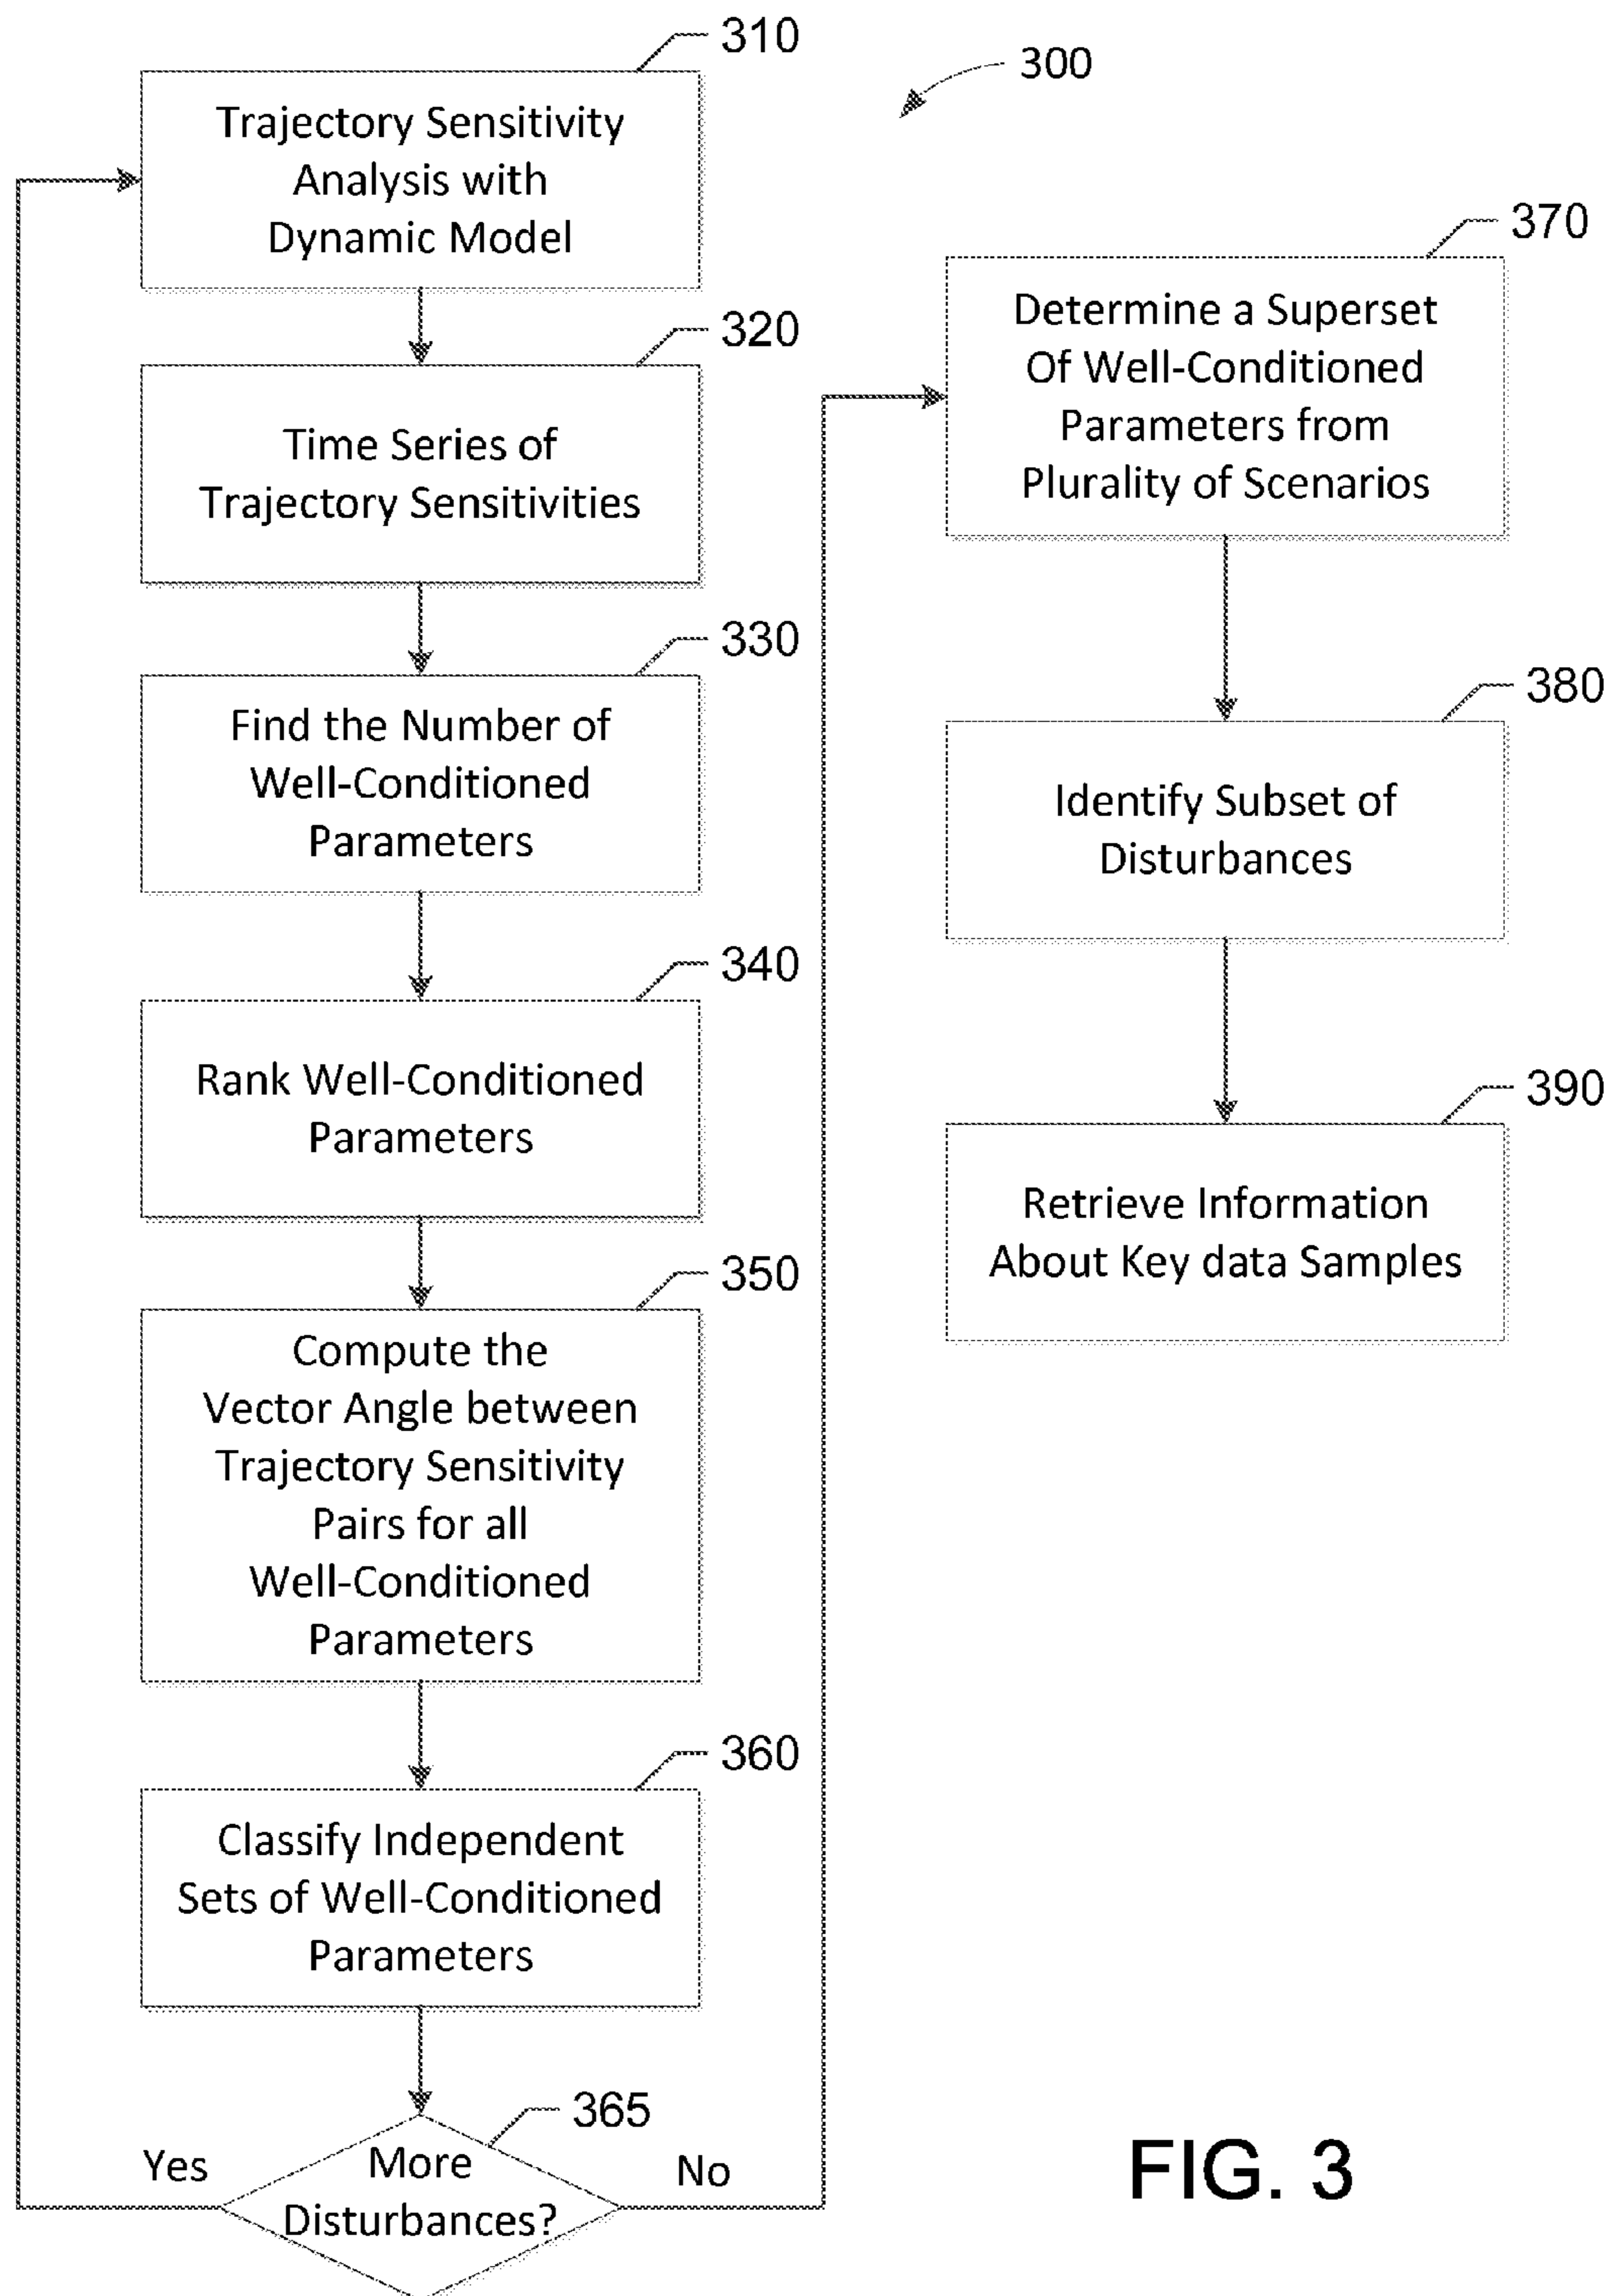 310
300
Trajectory Sensitivity
Analysis with
Dynamic Model
320
Time Series of
Trajectory Sensitivities
330
Find the Number of
Well-Conditioned
Parameters
340
Rank Well-Conditioned
Parameters
350
Compute the
Vector Angle between
Trajectory Sensitivity
Pairs for all
Well-Conditioned
Parameters
360
Classify Independent
Sets of Well-Conditioned
Parameters
365
More
Disturbances?
Yes
No
370
Determine a Superset
Of Well-Conditioned
Parameters from
Plurality of Scenarios
380
Identify Subset of
Disturbances
390
Retrieve Information
About Key data Samples
FIG. 3